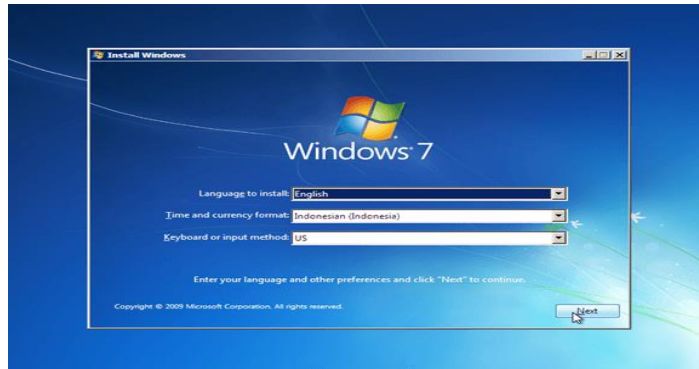 Install Windows
Windows 7
Language to install: English
Time and currency format: Indonesian (Indonesia)
Keyboard or input method: US
Enter your language and other preferences and click "Next" to continue.
Copyright © 2009 Microsoft Corporation. All rights reserved.
Next